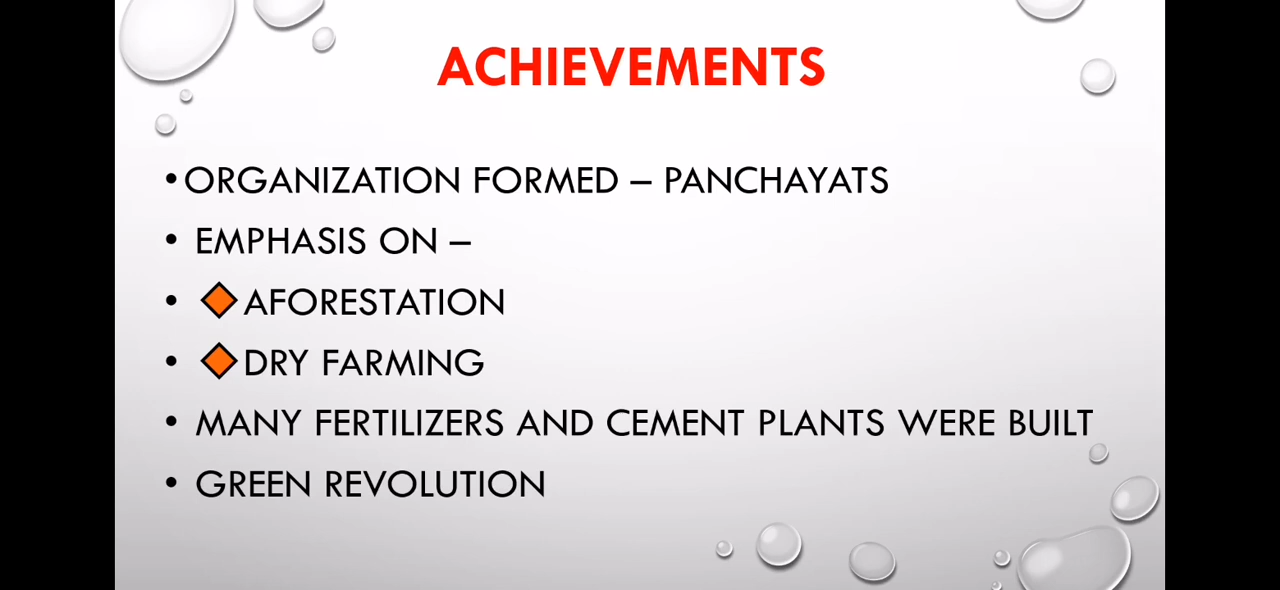 ACHIEVEMENTS
•ORGANIZATION FORMED – PANCHAYATS
• EMPHASIS ON –
• 🔶AFORESTATION
• 🔶DRY FARMING
• MANY FERTILIZERS AND CEMENT PLANTS WERE BUILT
• GREEN REVOLUTION